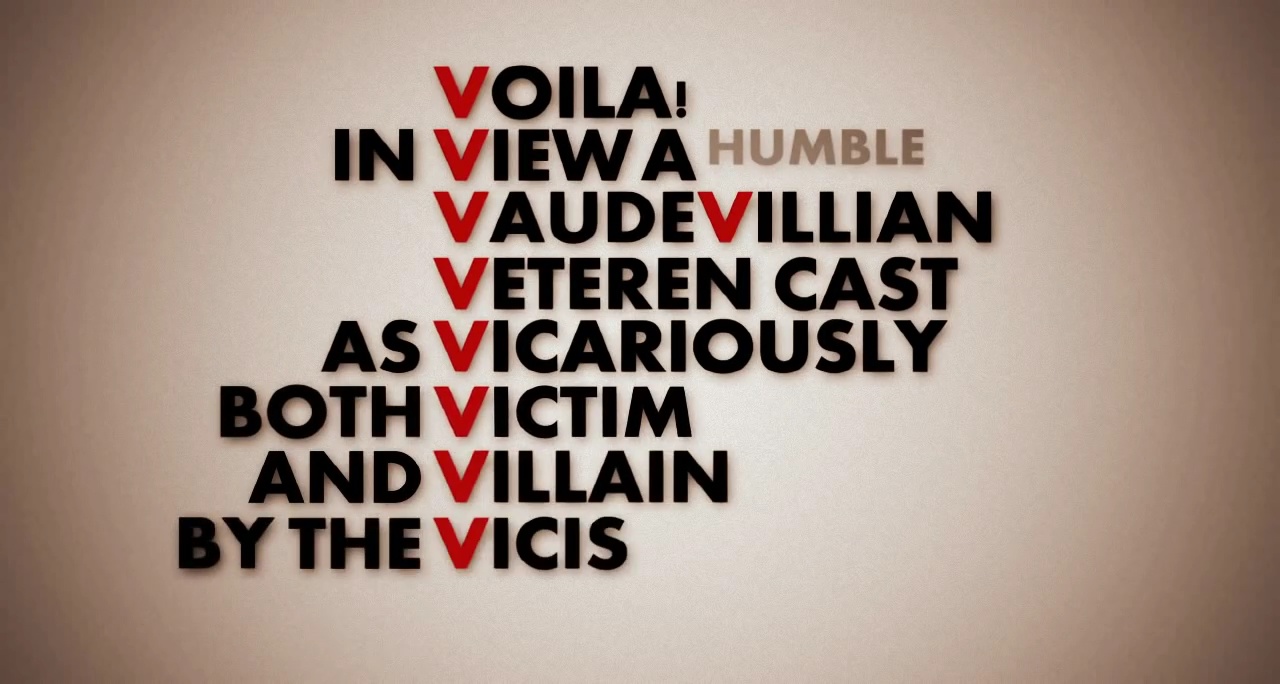 VOILA!
IN VIEW A HUMBLE
VAUDEVILLIAN
VETEREN CAST
AS VICARIOUSLY
BOTH VICTIM
AND VILLAIN
BY THE VICIS